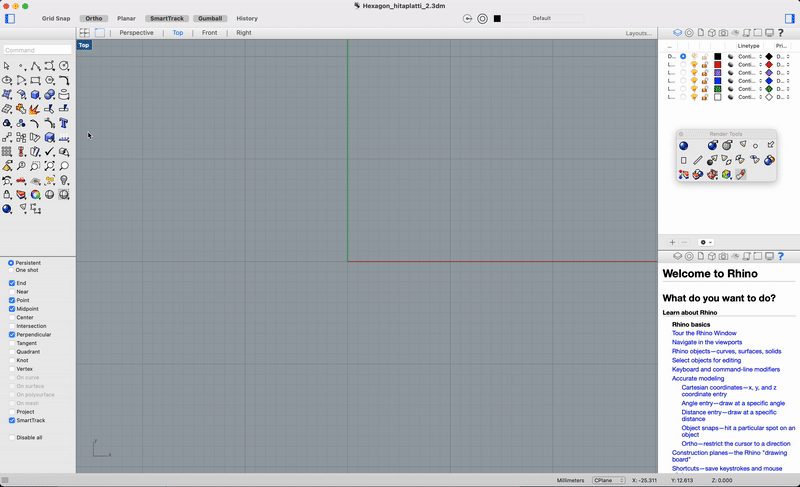 Hexagon_hitaplatti_2.3dm
Grid Snap Ortho Planar SmartTrack Gumball History Default
Perspective Top Front Right Layouts...
Top
Command
... Linetype Pri...
D... Conti... D...
L... Conti... D...
L... Conti... D...
L... Conti... D...
L... Conti... D...
L... Conti... D...
Render Tools
Persistent
One shot
End
Near
Point
Midpoint
Center
Intersection
Perpendicular
Tangent
Quadrant
Knot
Vertex
On curve
On surface
On polysurface
On mesh
Project
SmartTrack
Disable all
Welcome to Rhino
What do you want to do?
Learn about Rhino
Rhino basics
Tour the Rhino Window
Navigate in the viewports
Rhino objects—curves, surfaces, solids
Select objects for editing
Keyboard and command-line modifiers
Accurate modeling
Cartesian coordinates—x, y, and z
coordinate entry
Angle entry—draw at a specific angle
Distance entry—draw at a specific
distance
Object snaps—hit a particular spot on an
object
Ortho—restrict the cursor to a direction
Construction planes—the Rhino "drawing
board"
Shortcuts—save keystrokes and mouse
y
x
Millimeters CPlane X: -25.311 Y: 12.613 Z: 0.000